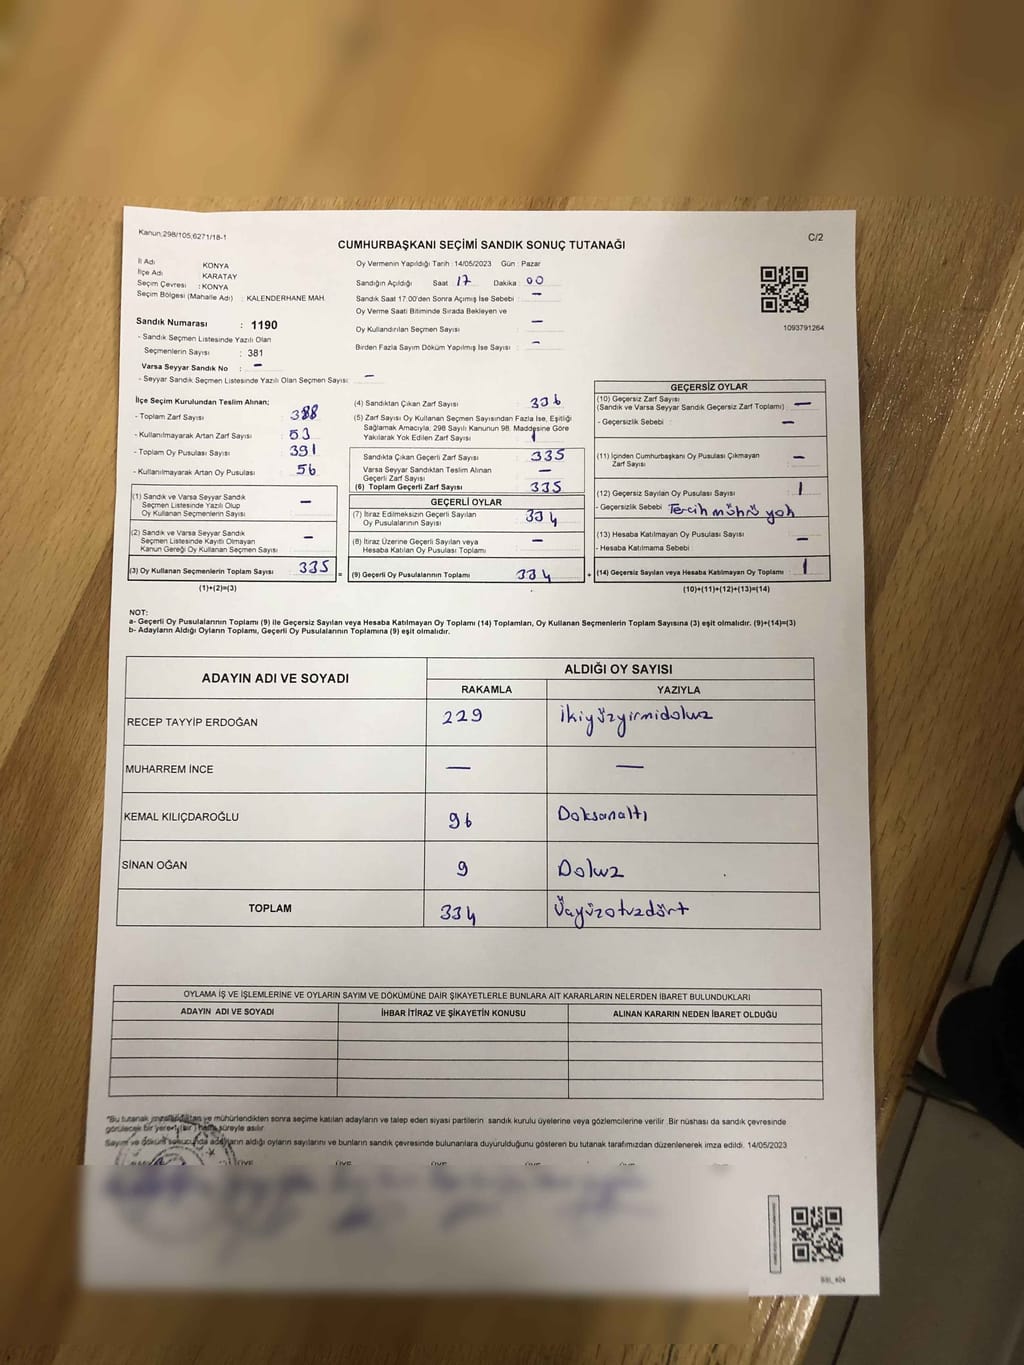 Kanun,298/105,6271/18-1
C/2
CUMHURBAŞKANI SEÇİMİ SANDIK SONUÇ TUTANAĞI
İl Adı KONYA
İlçe Adı KARATAY
Seçim Çevresi : KONYA
Seçim Bölgesi (Mahalle Adı) : KALENDERHANE MAH.
Sandık Numarası : 1190
- Sandık Seçmen Listesinde Yazılı Olan
Seçmenlerin Sayısı : 381
Varsa Seyyar Sandık No : -
- Seyyar Sandık Seçmen Listesinde Yazılı Olan Seçmen Sayısı: -
Oy Vermenin Yapıldığı Tarih : 14/05/2023 Gün : Pazar
Sandığın Açıldığı Saat : 17 Dakika : 00
Sandık Saat 17.00'den Sonra Açımış İse Sebebi : -
Oy Verme Saati Bitiminde Sırada Bekleyen ve
Oy Kullandırılan Seçmen Sayısı : -
Birden Fazla Sayım Döküm Yapılmış İse Sayısı : -
1093791264
İlçe Seçim Kurulundan Teslim Alınan;
- Toplam Zarf Sayısı : 388
- Kullanılmayarak Artan Zarf Sayısı : 53
- Toplam Oy Pusulası Sayısı : 391
- Kullanılmayarak Artan Oy Pusulası : 56
(1) Sandık ve Varsa Seyyar Sandık
Seçmen Listesinde Yazılı Olup
Oy Kullanan Seçmenlerin Sayısı -
(2) Sandık ve Varsa Seyyar Sandık
Seçmen Listesinde Kayıtlı Olmayan
Kanun Gereği Oy Kullanan Seçmen Sayısı -
(3) Oy Kullanan Seçmenlerin Toplam Sayısı 335
(1)+(2)=(3)
(4) Sandıktan Çıkan Zarf Sayısı : 336
(5) Zarf Sayısı Oy Kullanan Seçmen Sayısından Fazla İse, Eşitliği
Sağlamak Amacıyla; 298 Sayılı Kanunun 98. Maddesine Göre
Yakılarak Yok Edilen Zarf Sayısı 1
Sandıkta Çıkan Geçerli Zarf Sayısı : 335
Varsa Seyyar Sandıktan Teslim Alınan
Geçerli Zarf Sayısı -
(6) Toplam Geçerli Zarf Sayısı 335
GEÇERLİ OYLAR
(7) İtiraz Edilmeksizin Geçerli Sayılan
Oy Pusulalarının Sayısı 334
(8) İtiraz Üzerine Geçerli Sayılan veya
Hesaba Katılan Oy Pusulası Toplamı -
= (9) Geçerli Oy Pusulalarının Toplamı 334
GEÇERSİZ OYLAR
(10) Geçersiz Zarf Sayısı
(Sandık ve Varsa Seyyar Sandık Geçersiz Zarf Toplamı) -
- Geçersizlik Sebebi : -
(11) İçinden Cumhurbaşkanı Oy Pusulası Çıkmayan
Zarf Sayısı -
(12) Geçersiz Sayılan Oy Pusulası Sayısı 1
- Geçersizlik Sebebi Tercih mührü yok
(13) Hesaba Katılmayan Oy Pusulası Sayısı -
- Hesaba Katılmama Sebebi :
+ (14) Geçersiz Sayılan veya Hesaba Katılmayan Oy Toplamı : 1
(10)+(11)+(12)+(13)=(14)
NOT:
a- Geçerli Oy Pusulalarının Toplamı (9) ile Geçersiz Sayılan veya Hesaba Katılmayan Oy Toplamı (14) Toplamları, Oy Kullanan Seçmenlerin Toplam Sayısına (3) eşit olmalıdır. (9)+(14)=(3)
b- Adayların Aldığı Oyların Toplamı, Geçerli Oy Pusulalarının Toplamına (9) eşit olmalıdır.
ADAYIN ADI VE SOYADI ALDIĞI OY SAYISI
RAKAMLA YAZIYLA
RECEP TAYYİP ERDOĞAN 229 İkiyüzyirmidokuz
MUHARREM İNCE - -
KEMAL KILIÇDAROĞLU 96 Doksanaltı
SİNAN OĞAN 9 Dokuz
TOPLAM 334 Üçyüzotuzdört
OYLAMA İŞ VE İŞLEMLERİNE VE OYLARIN SAYIM VE DÖKÜMÜNE DAİR ŞİKAYETLERLE BUNLARA AİT KARARLARIN NELERDEN İBARET BULUNDUKLARI
ADAYIN ADI VE SOYADI İHBAR İTİRAZ VE ŞİKAYETİN KONUSU ALINAN KARARIN NEDEN İBARET OLDUĞU
"Bu tutanak imzalandıktan ve mühürlendikten sonra seçime katılan adayların ve talep eden siyasi partilerin sandık kurulu üyelerine veya gözlemcilerine verilir. Bir nüshası da sandık çevresinde
görülecek bir yere 1 (bir) hafta süreyle asılır.
Sayım ve döküm sonucunda adayların aldığı oyların sayılarını ve bunların sandık çevresinde bulunanlara duyurulduğunu gösteren bu tutanak tarafımızdan düzenlenerek imza edildi. 14/05/2023